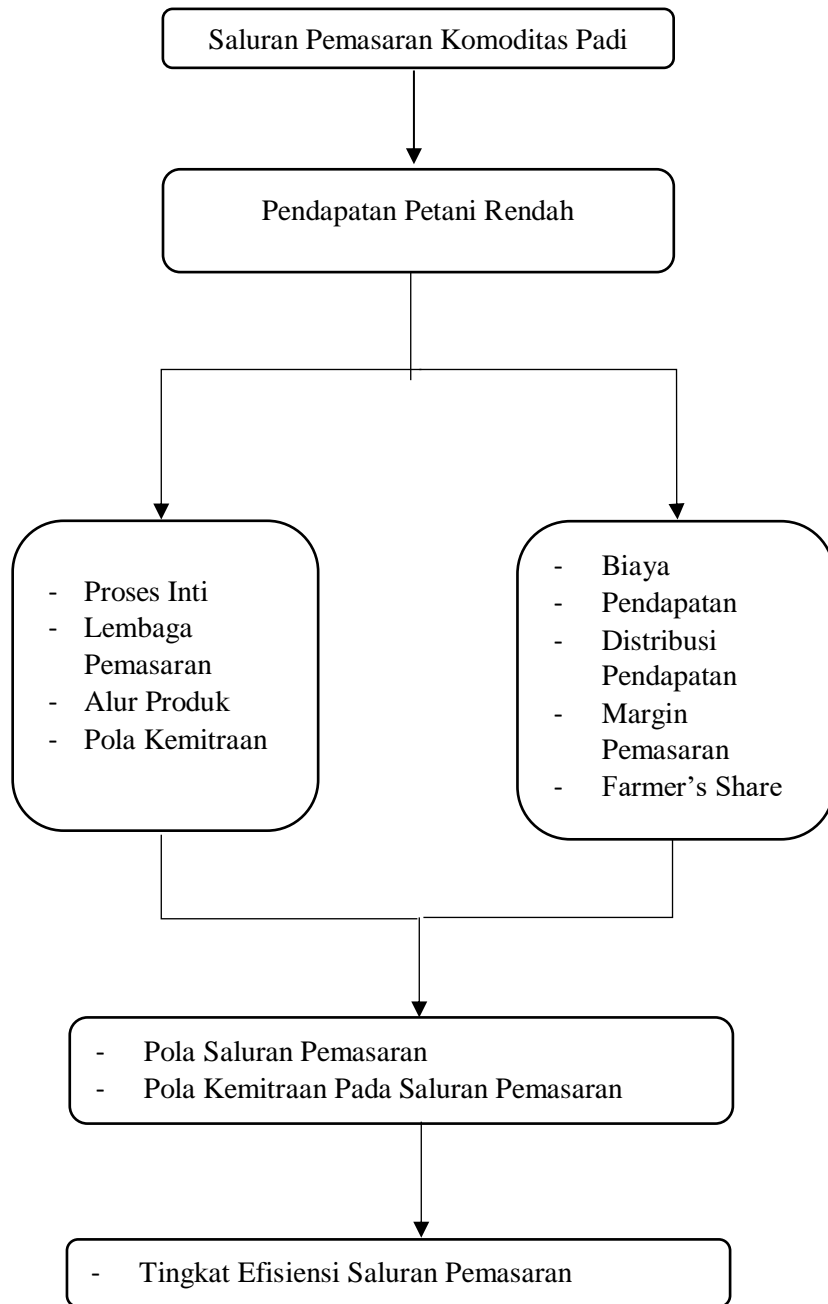 Saluran Pemasaran Komoditas Padi
Pendapatan Petani Rendah
- Proses Inti
- Lembaga
Pemasaran
- Alur Produk
- Pola Kemitraan
- Biaya
- Pendapatan
- Distribusi
Pendapatan
- Margin
Pemasaran
- Farmer’s Share
- Pola Saluran Pemasaran
- Pola Kemitraan Pada Saluran Pemasaran
- Tingkat Efisiensi Saluran Pemasaran